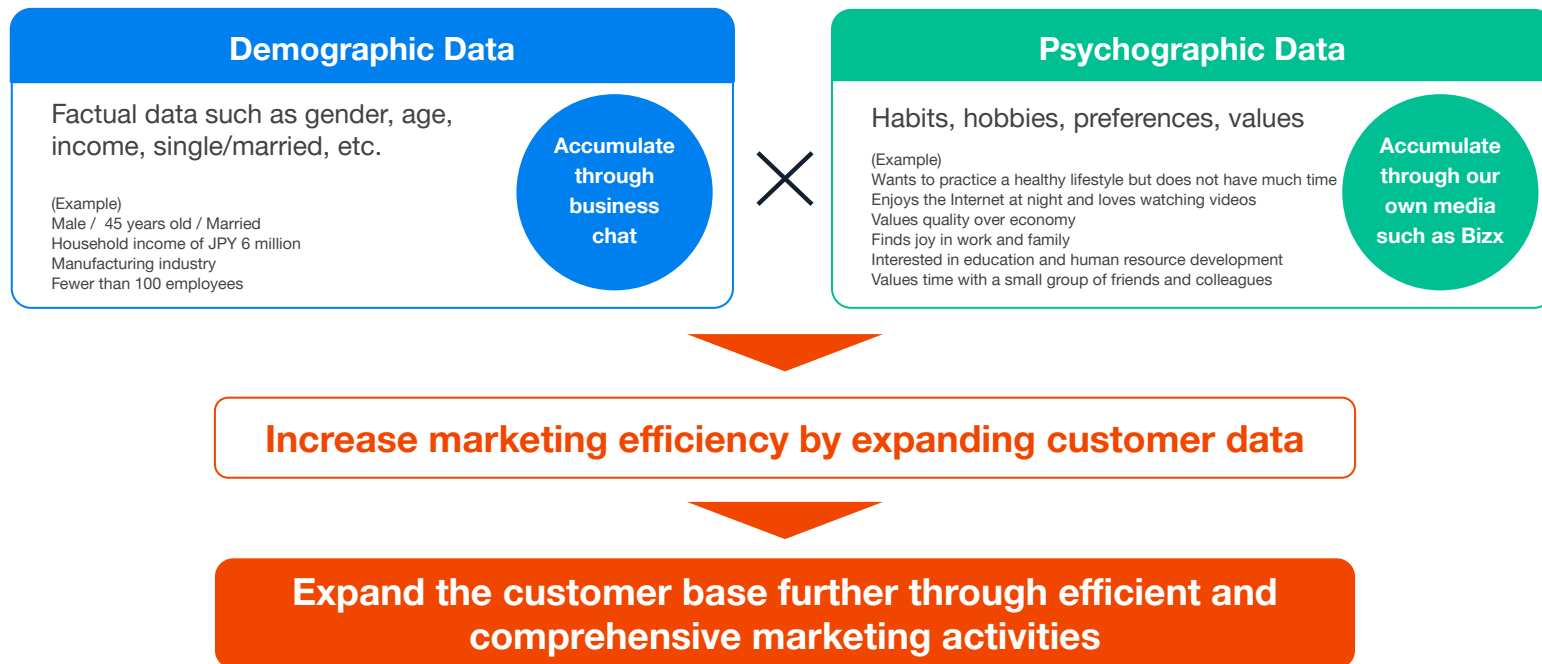 Demographic Data
Factual data such as gender, age,
income, single/married, etc.
(Example)
Male / 45 years old / Married
Household income of JPY 6 million
Manufacturing industry
Fewer than 100 employees
Accumulate
through
business
chat
Psychographic Data
Habits, hobbies, preferences, values
(Example)
Wants to practice a healthy lifestyle but does not have much time
Enjoys the Internet at night and loves watching videos
Values quality over economy
Finds joy in work and family
Interested in education and human resource development
Values time with a small group of friends and colleagues
Accumulate
through our
own media
such as Bizx
Increase marketing efficiency by expanding customer data
Expand the customer base further through efficient and
comprehensive marketing activities